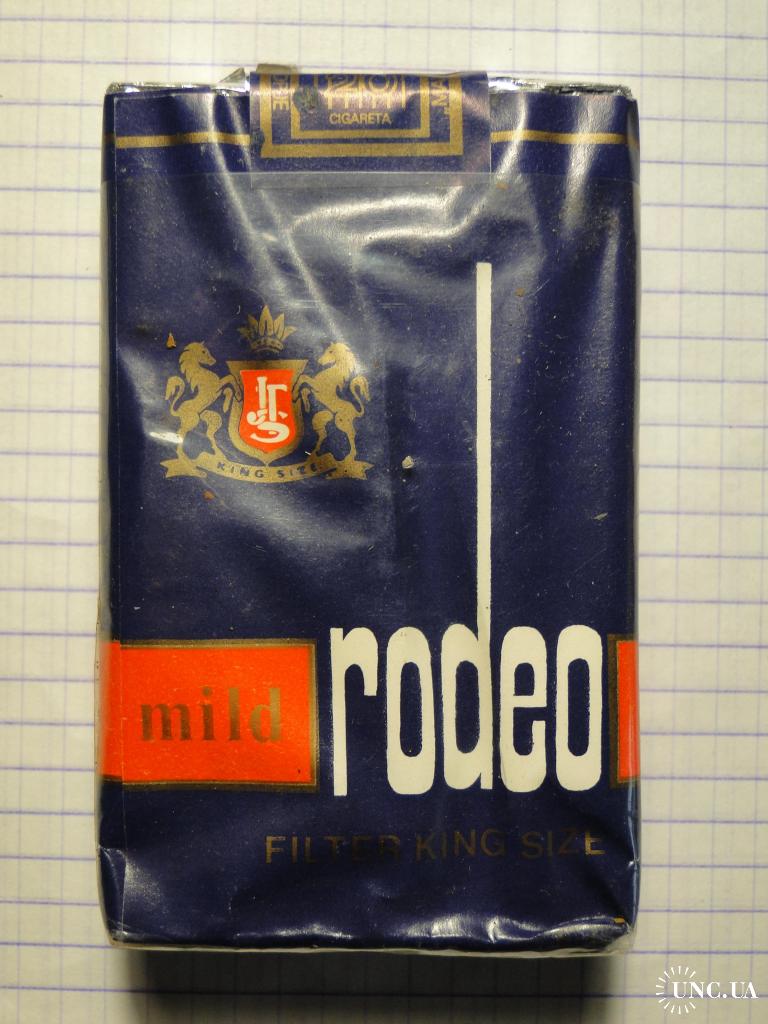 20
CIGARETA
KING SIZE
mild
rodeo
FILTER KING SIZE
UNC.UA